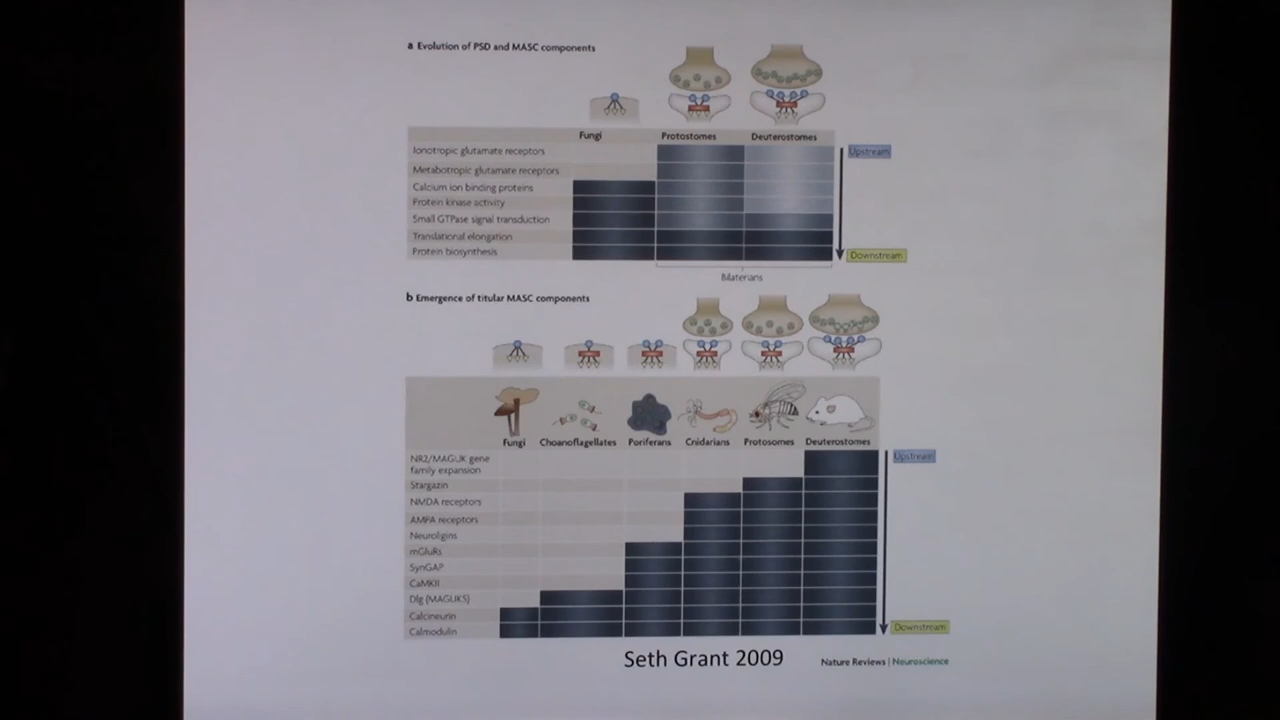 a Evolution of PSD and MASC components
Fungi Protostomes Deuterostomes
Ionotropic glutamate receptors
Upstream
Metabotropic glutamate receptors
Calcium ion binding proteins
Protein kinase activity
Small GTPase signal transduction
Translational elongation
Protein biosynthesis
Downstream
Bilaterians
b Emergence of titular MASC components
Fungi Choanoflagellates Poriferans Cnidarians Protosomes Deuterostomes
NR2/MAGUK gene
family expansion
Upstream
Stargazin
NMDA receptors
AMPA receptors
Neuroligins
mGluRs
SynGAP
CaMKII
Dlg (MAGUKS)
Calcineurin
Calmodulin
Downstream
Seth Grant 2009
Nature Reviews | Neuroscience